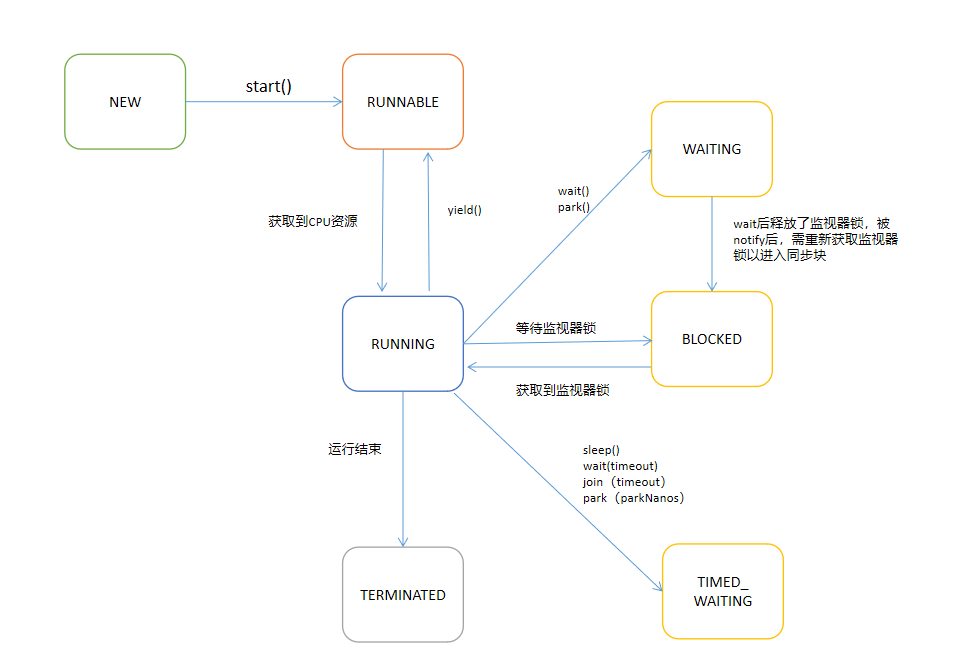 NEW
start()
RUNNABLE
WAITING
wait()
park()
获取到CPU资源
yield()
wait后释放了监视器锁，被
notify后，需重新获取监视器
锁以进入同步块
RUNNING
等待监视器锁
BLOCKED
获取到监视器锁
运行结束
sleep()
wait(timeout)
join（timeout）
park（parkNanos）
TERMINATED
TIMED_
WAITING